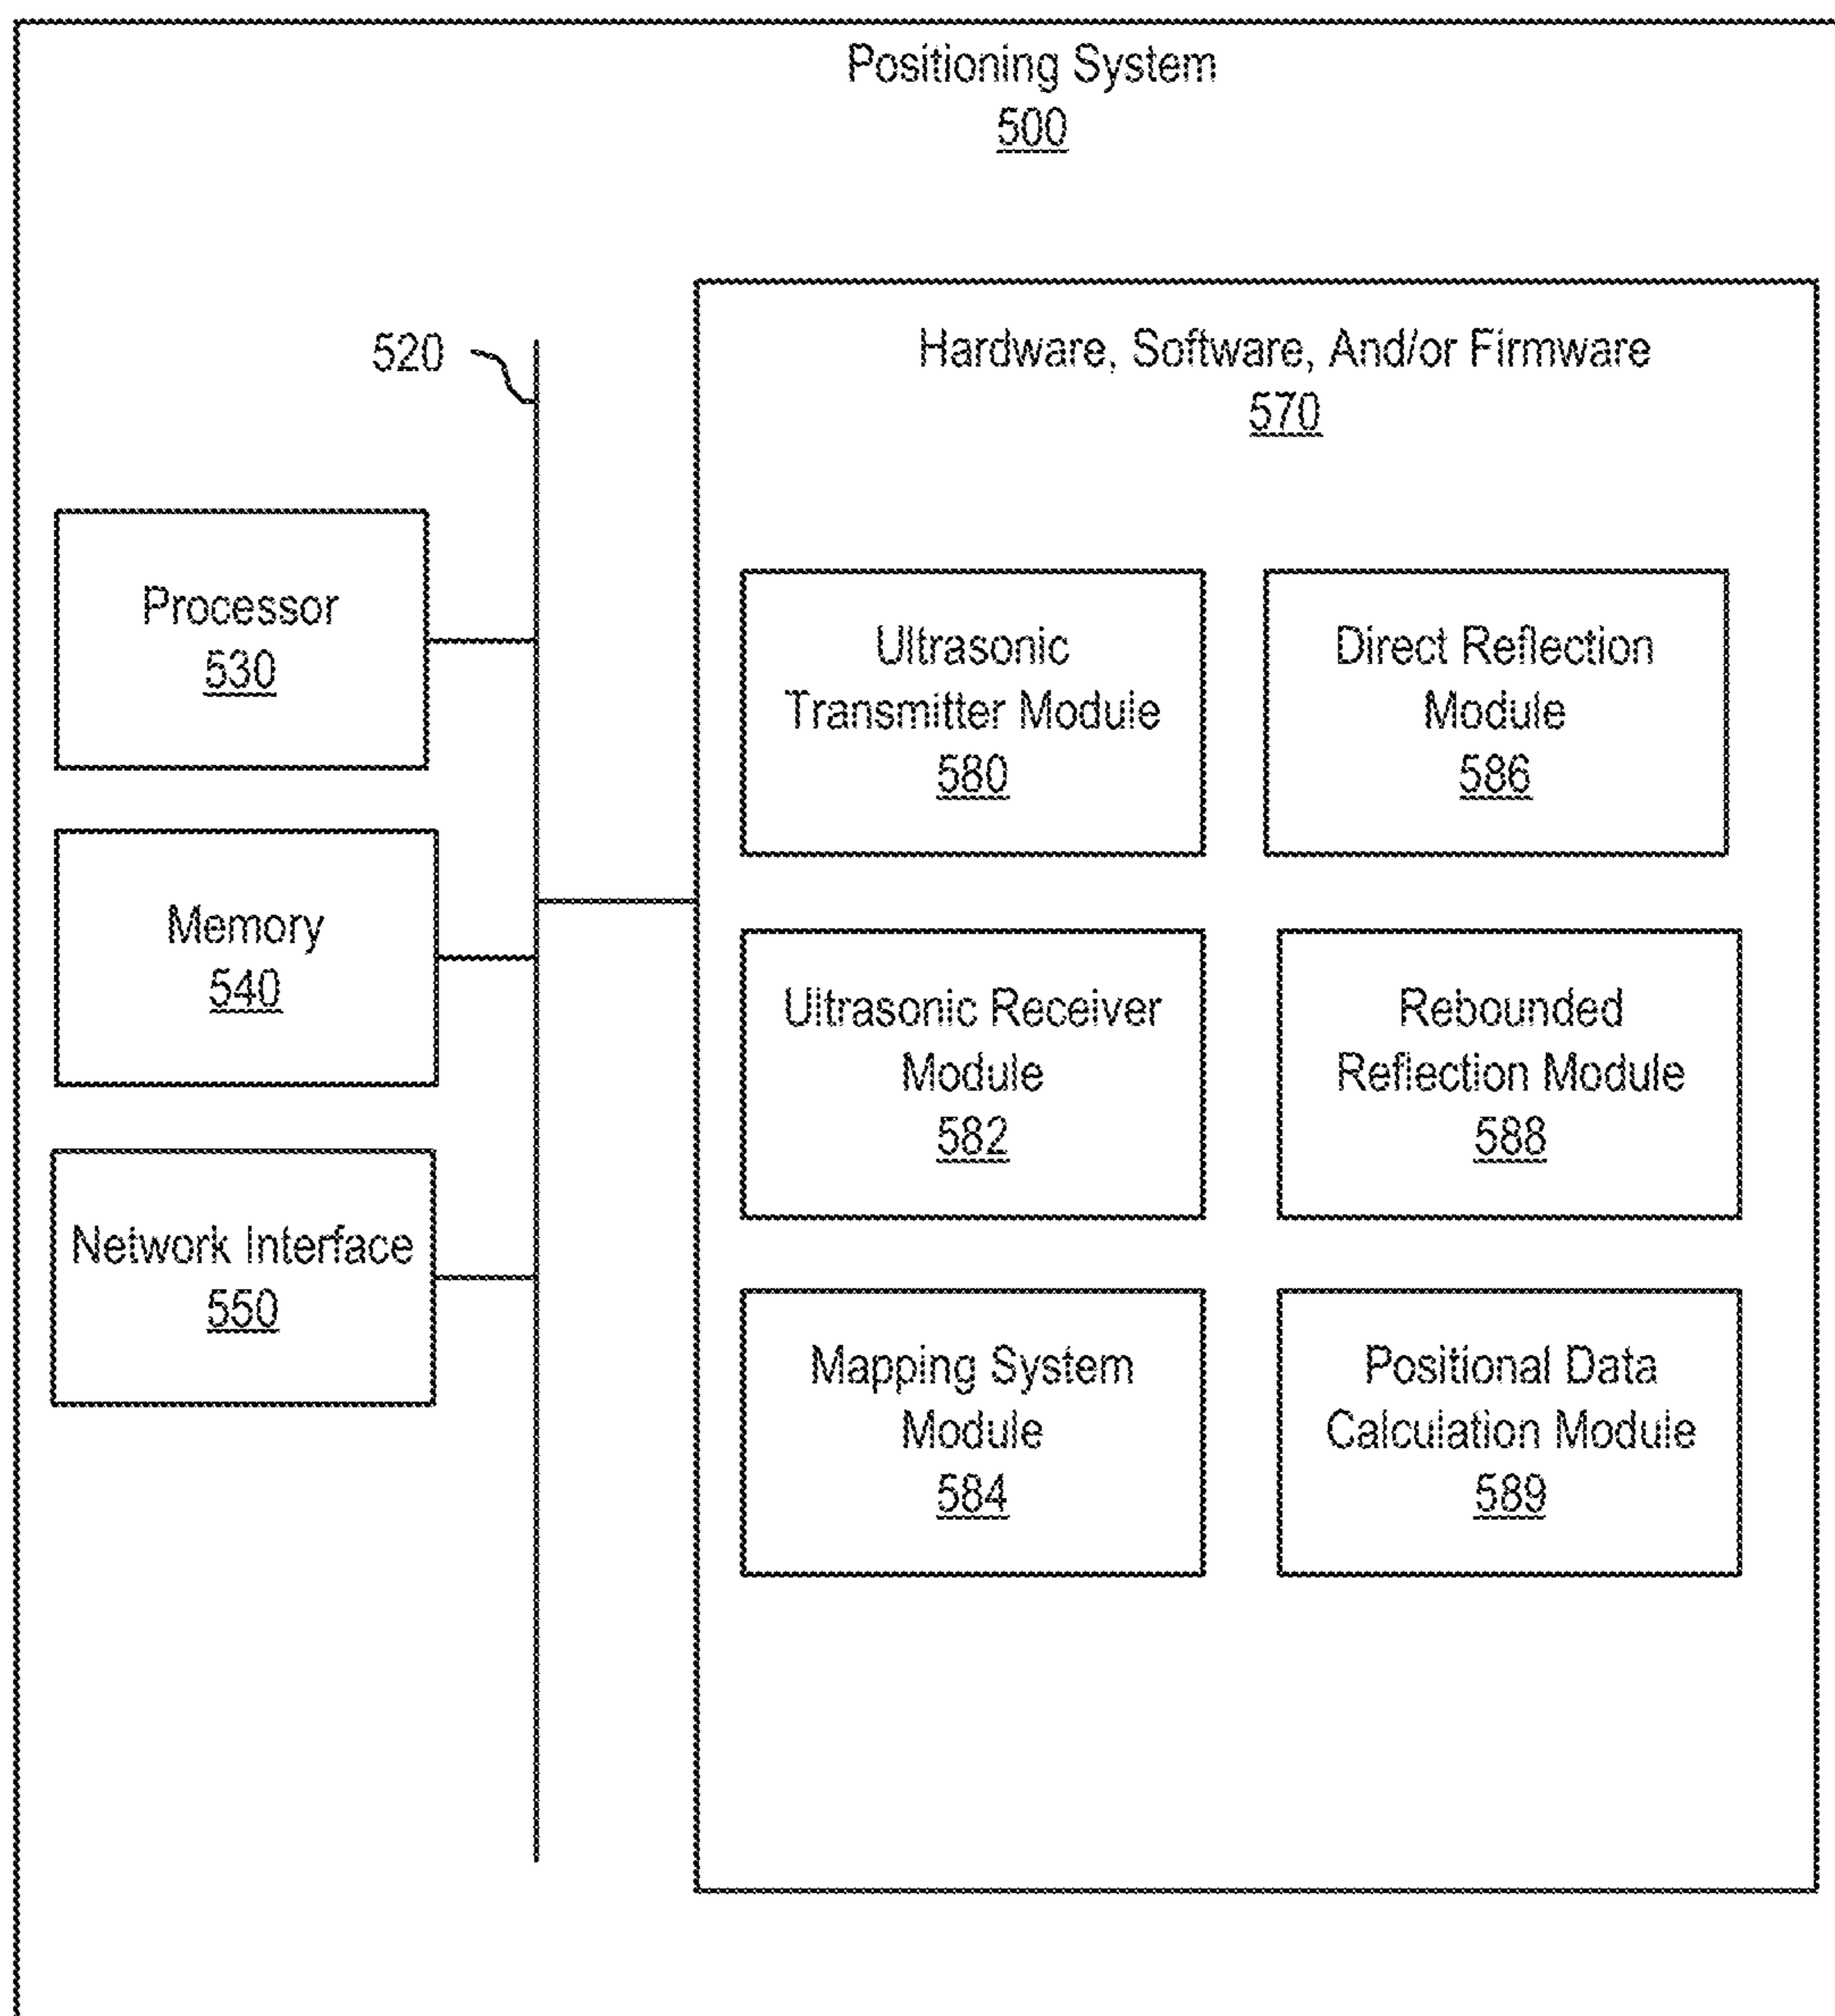 Positioning System
500
520
Processor
530
Memory
540
Network Interface
550
Hardware, Software, And/or Firmware
570
Ultrasonic
Transmitter Module
580
Direct Reflection
Module
586
Ultrasonic Receiver
Module
582
Rebounded
Reflection Module
588
Mapping System
Module
584
Positional Data
Calculation Module
589